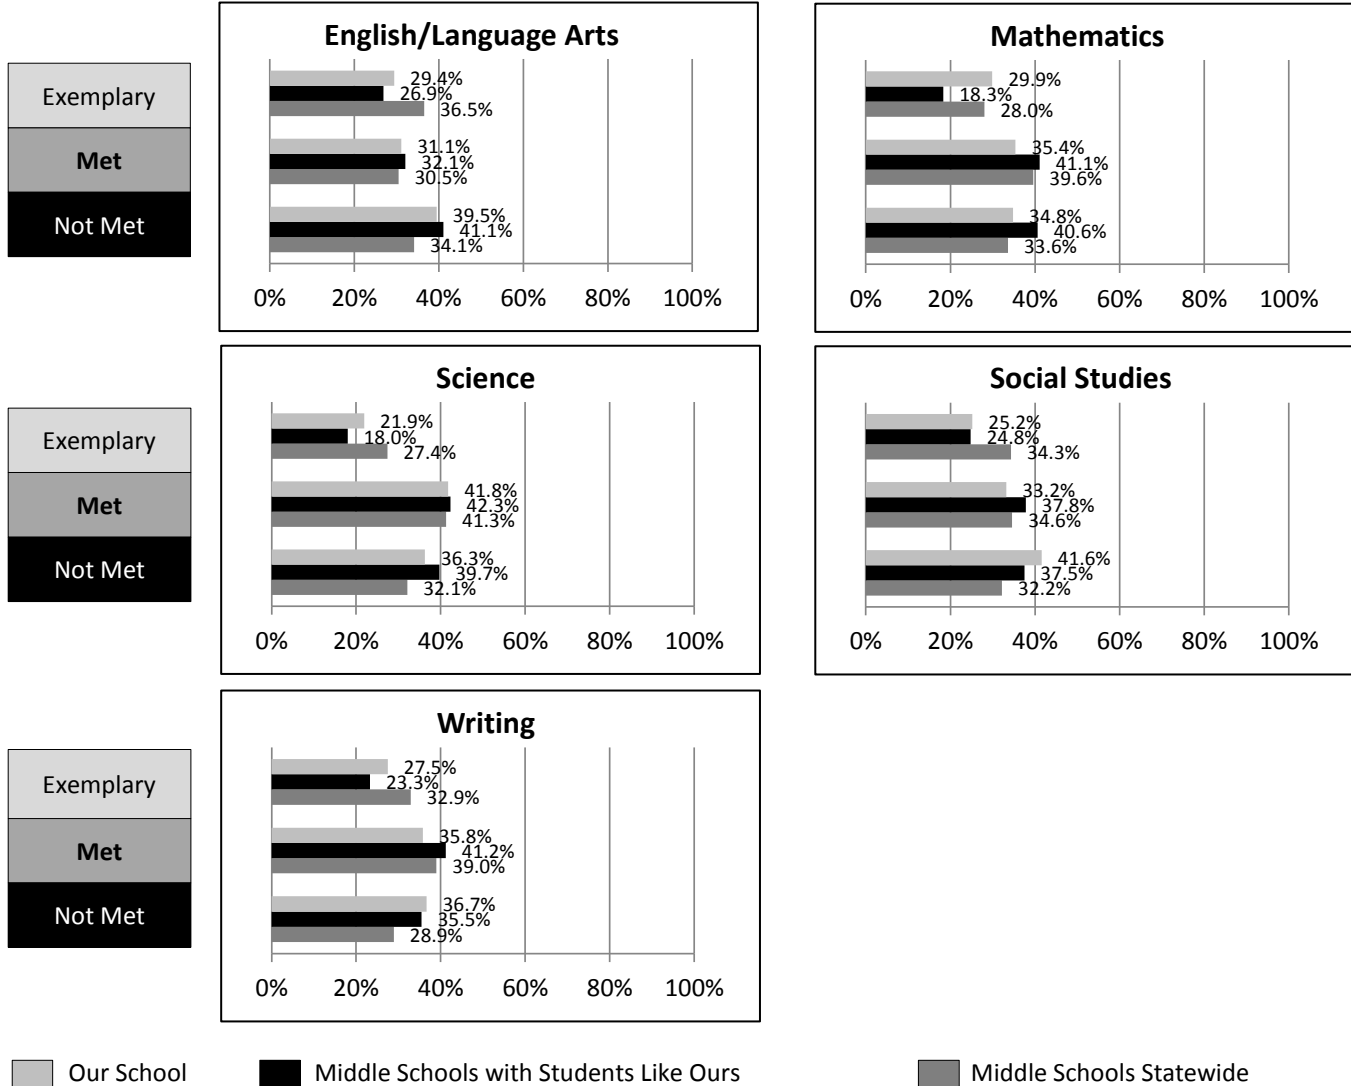 English/Language Arts
Exemplary
Met
Not Met
29.4%
26.9%
36.5%
31.1%
32.1%
30.5%
39.5%
41.1%
34.1%
0% 20% 40% 60% 80% 100%
Mathematics
29.9%
18.3%
28.0%
35.4%
41.1%
39.6%
34.8%
40.6%
33.6%
0% 20% 40% 60% 80% 100%
Science
Exemplary
Met
Not Met
21.9%
18.0%
27.4%
41.8%
42.3%
41.3%
36.3%
39.7%
32.1%
0% 20% 40% 60% 80% 100%
Social Studies
25.2%
24.8%
34.3%
33.2%
37.8%
34.6%
41.6%
37.5%
32.2%
0% 20% 40% 60% 80% 100%
Writing
Exemplary
Met
Not Met
27.5%
23.3%
32.9%
35.8%
41.2%
39.0%
36.7%
35.5%
28.9%
0% 20% 40% 60% 80% 100%
Our School Middle Schools with Students Like Ours Middle Schools Statewide